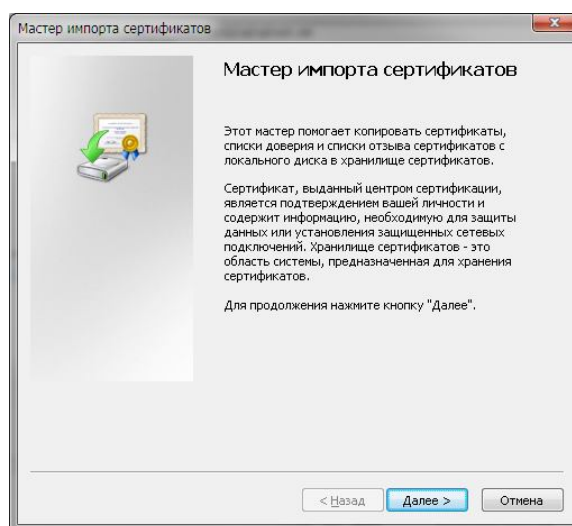 Мастер импорта сертификатов
Мастер импорта сертификатов
Этот мастер помогает копировать сертификаты,
списки доверия и списки отзыва сертификатов с
локального диска в хранилище сертификатов.
Сертификат, выданный центром сертификации,
является подтверждением вашей личности и
содержит информацию, необходимую для защиты
данных или установления защищенных сетевых
подключений. Хранилище сертификатов - это
область системы, предназначенная для хранения
сертификатов.
Для продолжения нажмите кнопку "Далее".
< Назад Далее > Отмена